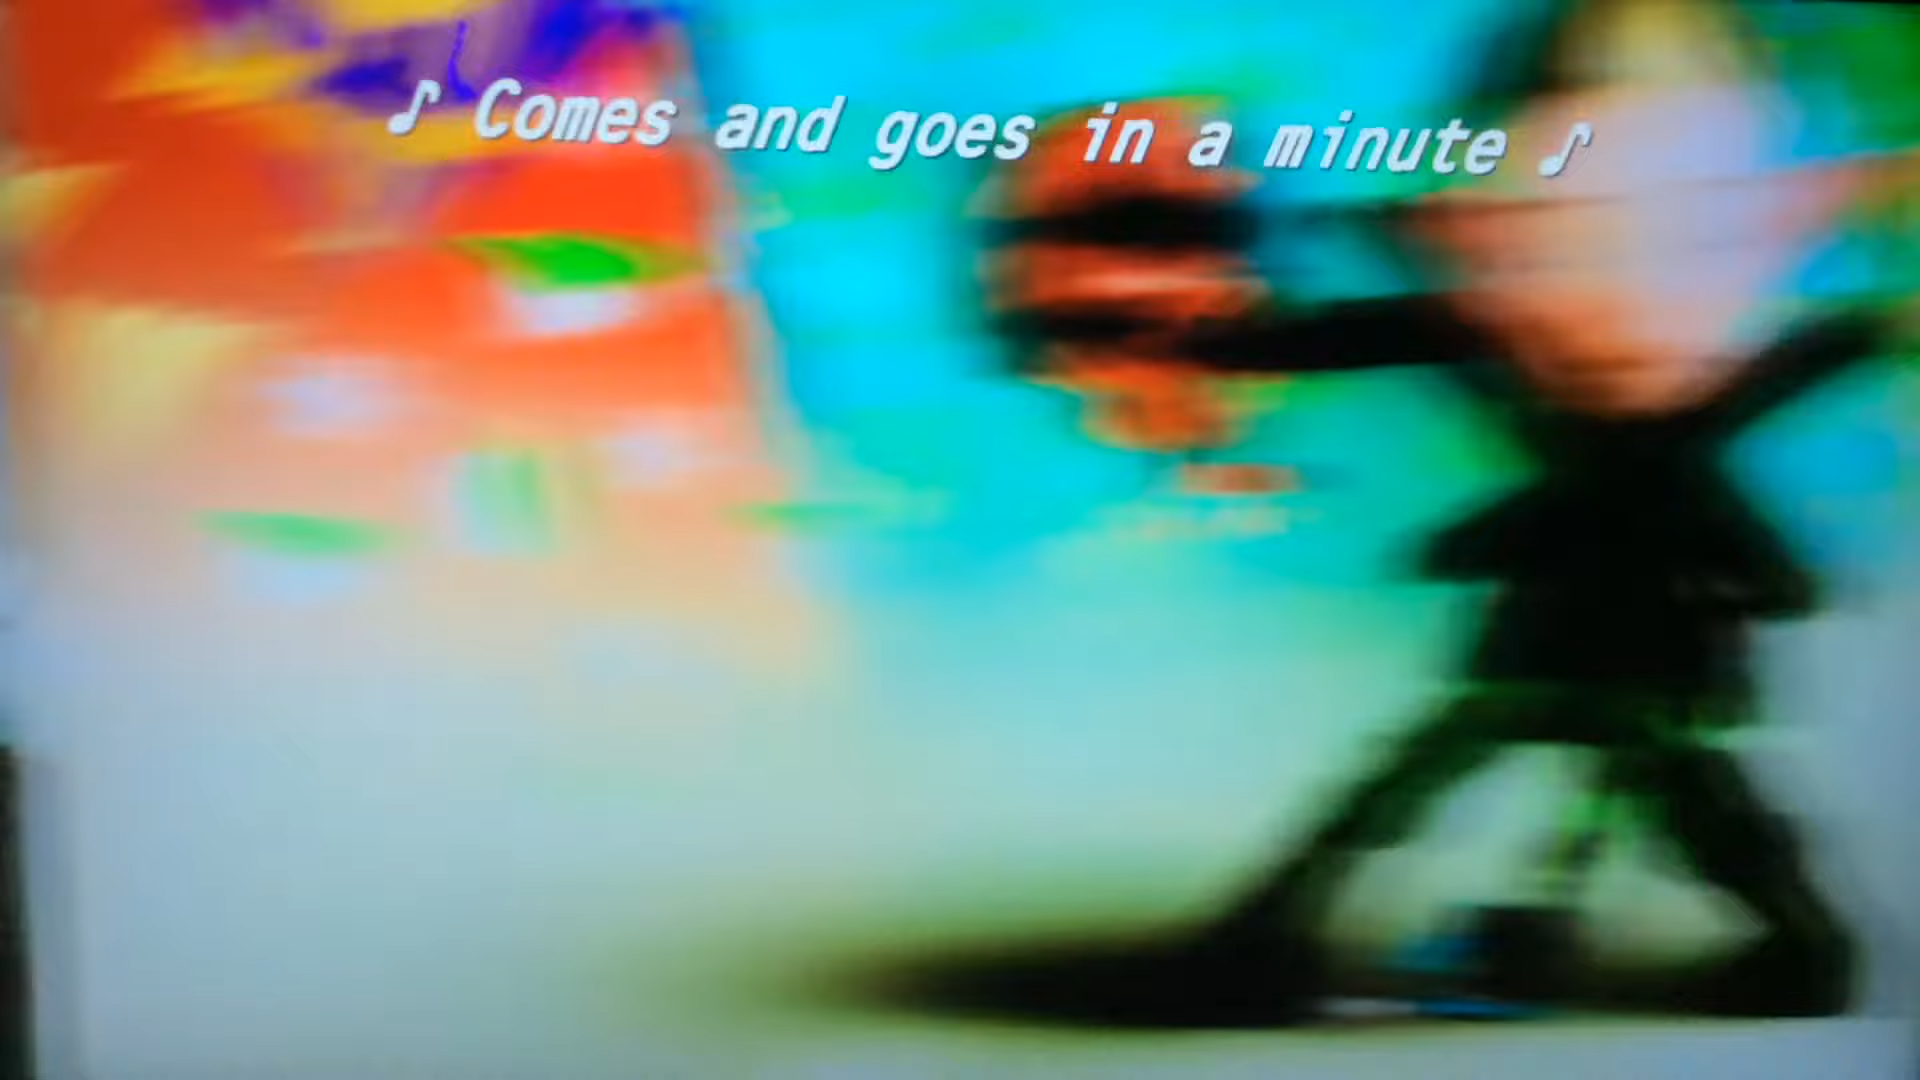 ♪ Comes and goes in a minute ♪